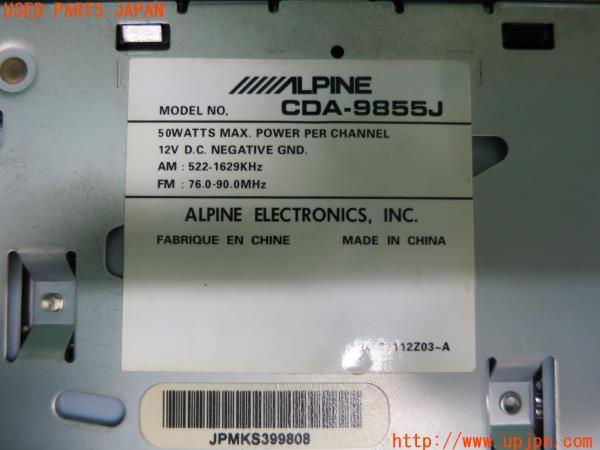 USED PARTS JAPAN
ALPINE
MODEL NO. CDA-9855J
50WATTS MAX. POWER PER CHANNEL
12V D.C. NEGATIVE GND.
AM : 522-1629KHz
FM : 76.0-90.0MHz
ALPINE ELECTRONICS, INC.
FABRIQUE EN CHINE MADE IN CHINA
JPMKS399808
http://www.upjpn.com/